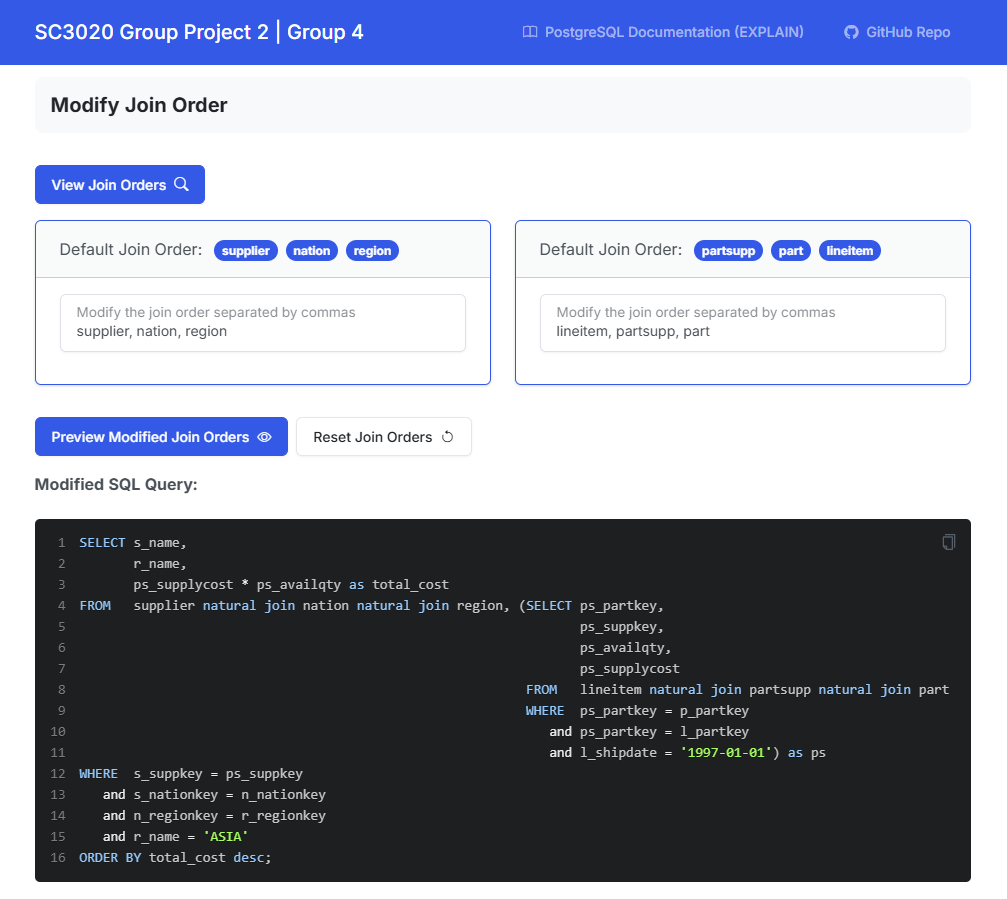 SC3020 Group Project 2 | Group 4
PostgreSQL Documentation (EXPLAIN)
GitHub Repo
Modify Join Order
View Join Orders
Default Join Order: supplier nation region
Modify the join order separated by commas
supplier, nation, region
Default Join Order: partsupp part lineitem
Modify the join order separated by commas
lineitem, partsupp, part
Preview Modified Join Orders
Reset Join Orders
Modified SQL Query:
1 SELECT s_name,
2        r_name,
3        ps_supplycost * ps_availqty as total_cost
4 FROM   supplier natural join nation natural join region, (SELECT ps_partkey,
5                                                                  ps_suppkey,
6                                                                  ps_availqty,
7                                                                  ps_supplycost
8                                                           FROM   lineitem natural join partsupp natural join part
9                                                           WHERE  ps_partkey = p_partkey
10                                                             and ps_partkey = l_partkey
11                                                             and l_shipdate = '1997-01-01') as ps
12 WHERE  s_suppkey = ps_suppkey
13    and s_nationkey = n_nationkey
14    and n_regionkey = r_regionkey
15    and r_name = 'ASIA'
16 ORDER BY total_cost desc;